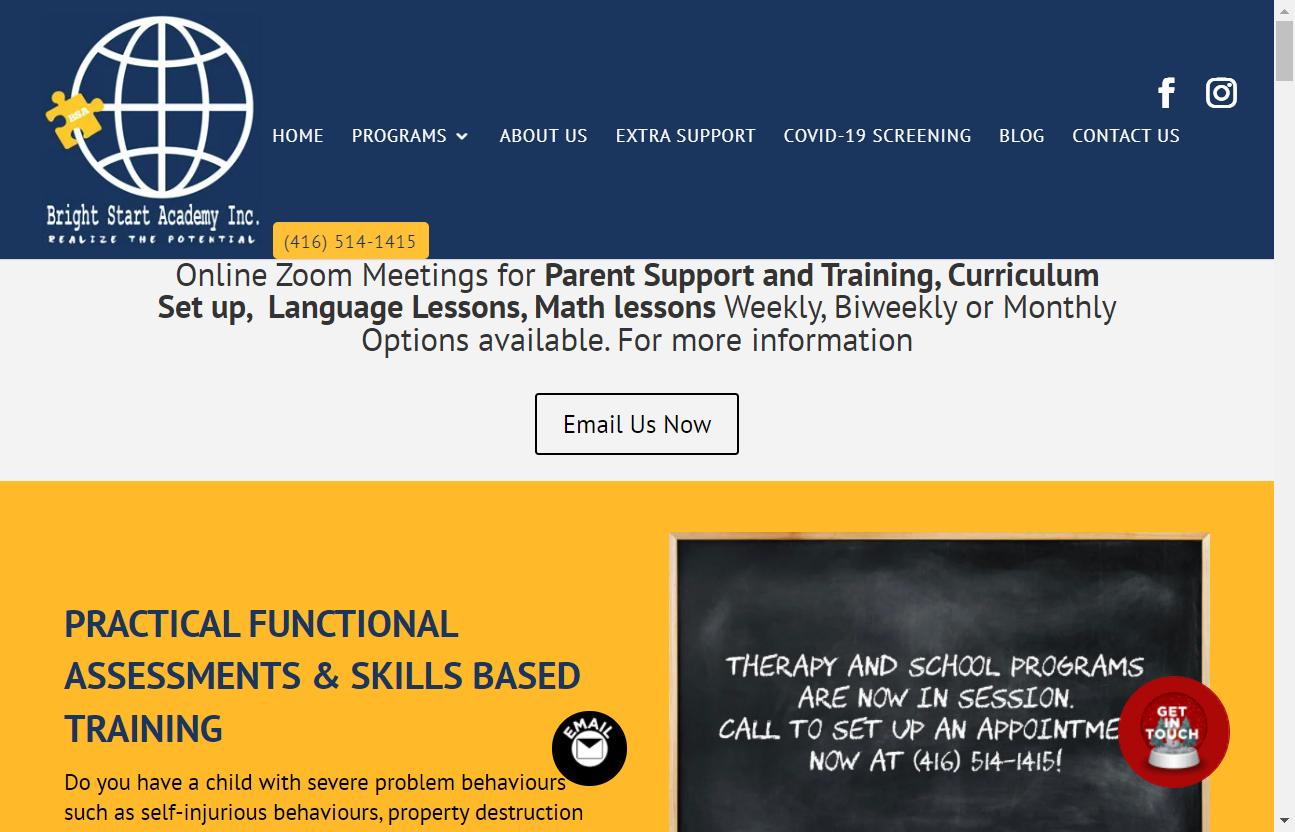 BSA
Bright Start Academy Inc.
REALIZE THE POTENTIAL
HOME PROGRAMS ABOUT US EXTRA SUPPORT COVID-19 SCREENING BLOG CONTACT US
(416) 514-1415
Online Zoom Meetings for Parent Support and Training, Curriculum
Set up, Language Lessons, Math lessons Weekly, Biweekly or Monthly
Options available. For more information
Email Us Now
PRACTICAL FUNCTIONAL
ASSESSMENTS & SKILLS BASED
TRAINING
Do you have a child with severe problem behaviours
such as self-injurious behaviours, property destruction
EMAIL
THERAPY AND SCHOOL PROGRAMS
ARE NOW IN SESSION.
CALL TO SET UP AN APPOINTME
NOW AT (416) 514-1415!
GET
IN
TOUCH